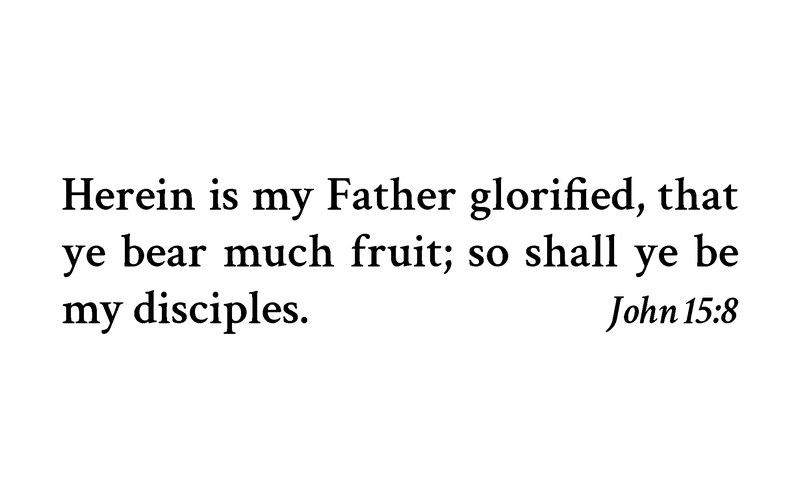 Herein is my Father glorified, that
ye bear much fruit; so shall ye be
my disciples. John 15:8